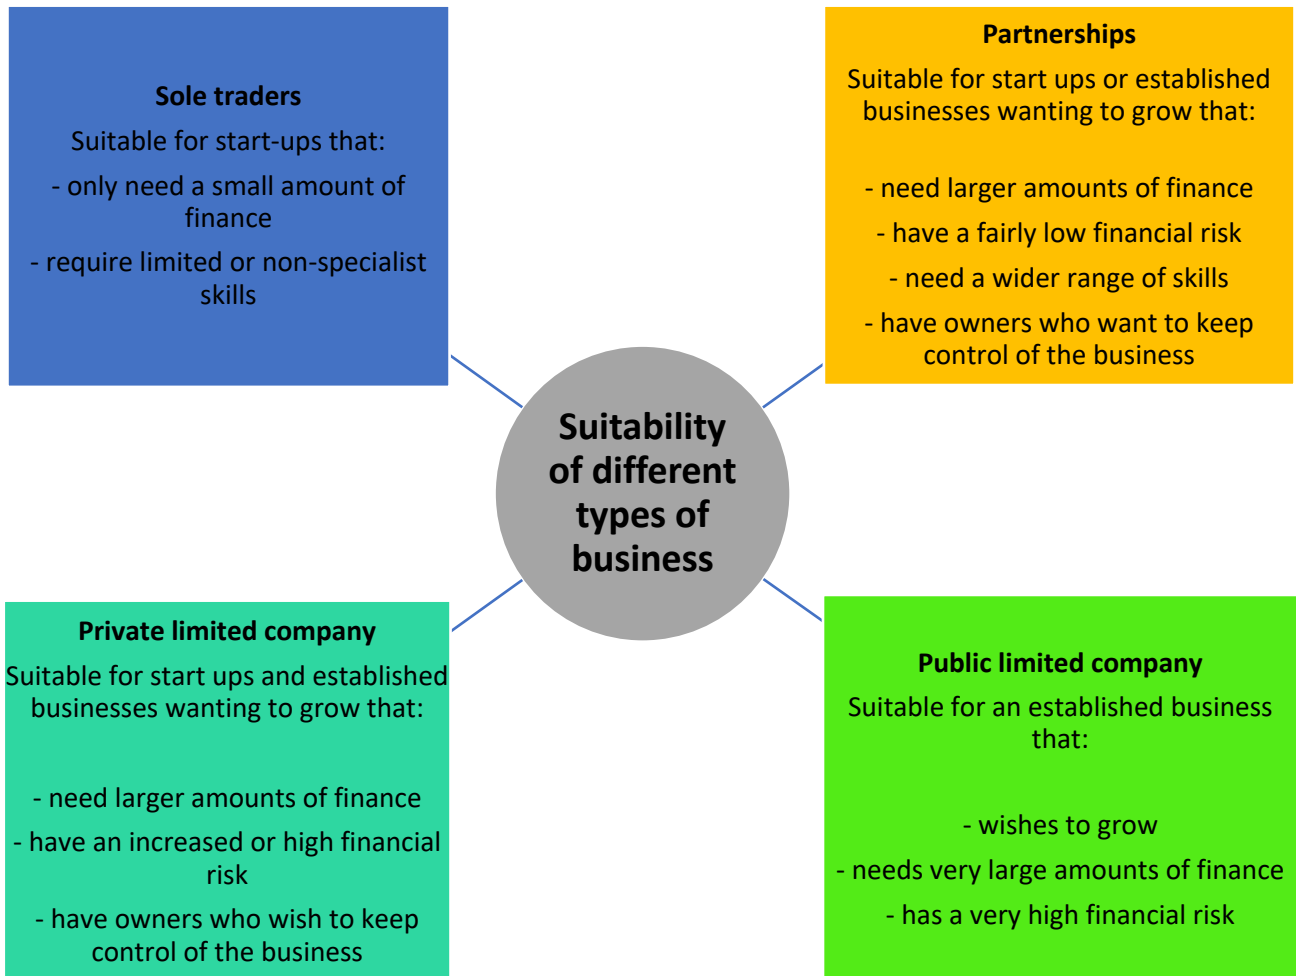 Sole traders
Suitable for start-ups that:
- only need a small amount of
finance
- require limited or non-specialist
skills
Partnerships
Suitable for start ups or established
businesses wanting to grow that:
- need larger amounts of finance
- have a fairly low financial risk
- need a wider range of skills
- have owners who want to keep
control of the business
Suitability
of different
types of
business
Private limited company
Suitable for start ups and established
businesses wanting to grow that:
- need larger amounts of finance
- have an increased or high financial
risk
- have owners who wish to keep
control of the business
Public limited company
Suitable for an established business
that:
- wishes to grow
- needs very large amounts of finance
- has a very high financial risk